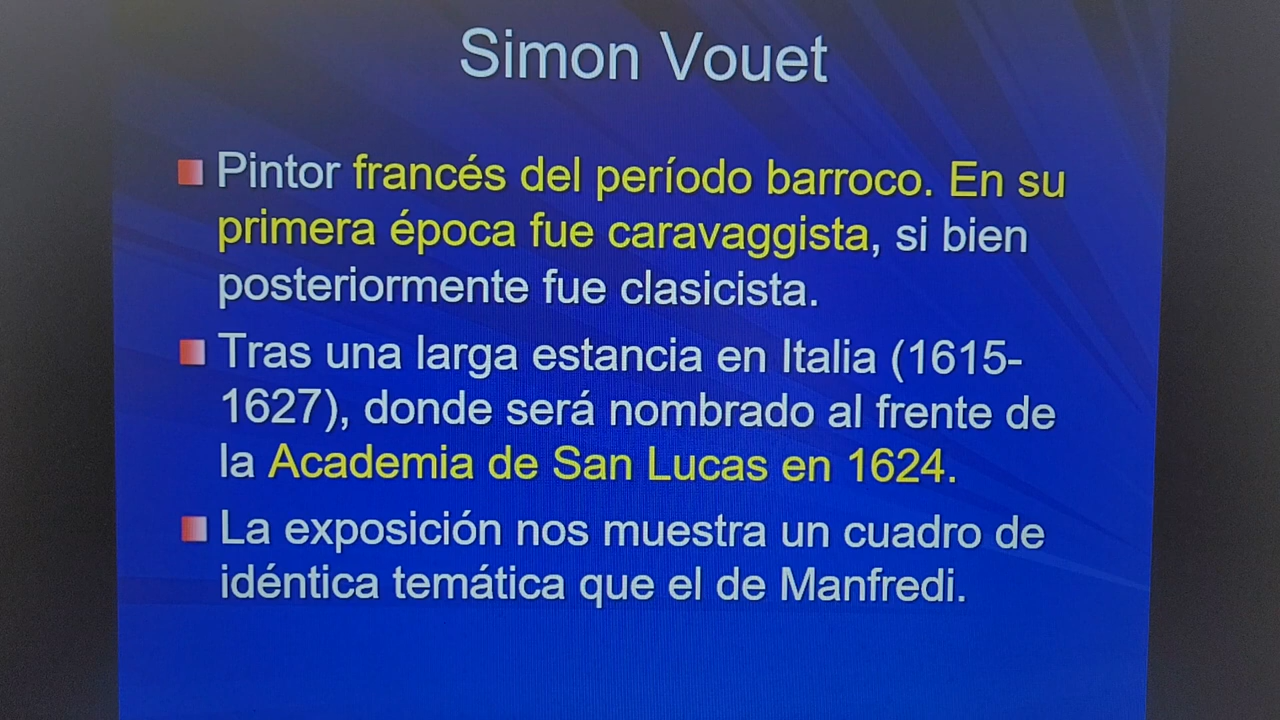 Simon Vouet
Pintor francés del período barroco. En su
primera época fue caravaggista, si bien
posteriormente fue clasicista.
Tras una larga estancia en Italia (1615-
1627), donde será nombrado al frente de
la Academia de San Lucas en 1624.
La exposición nos muestra un cuadro de
idéntica temática que el de Manfredi.